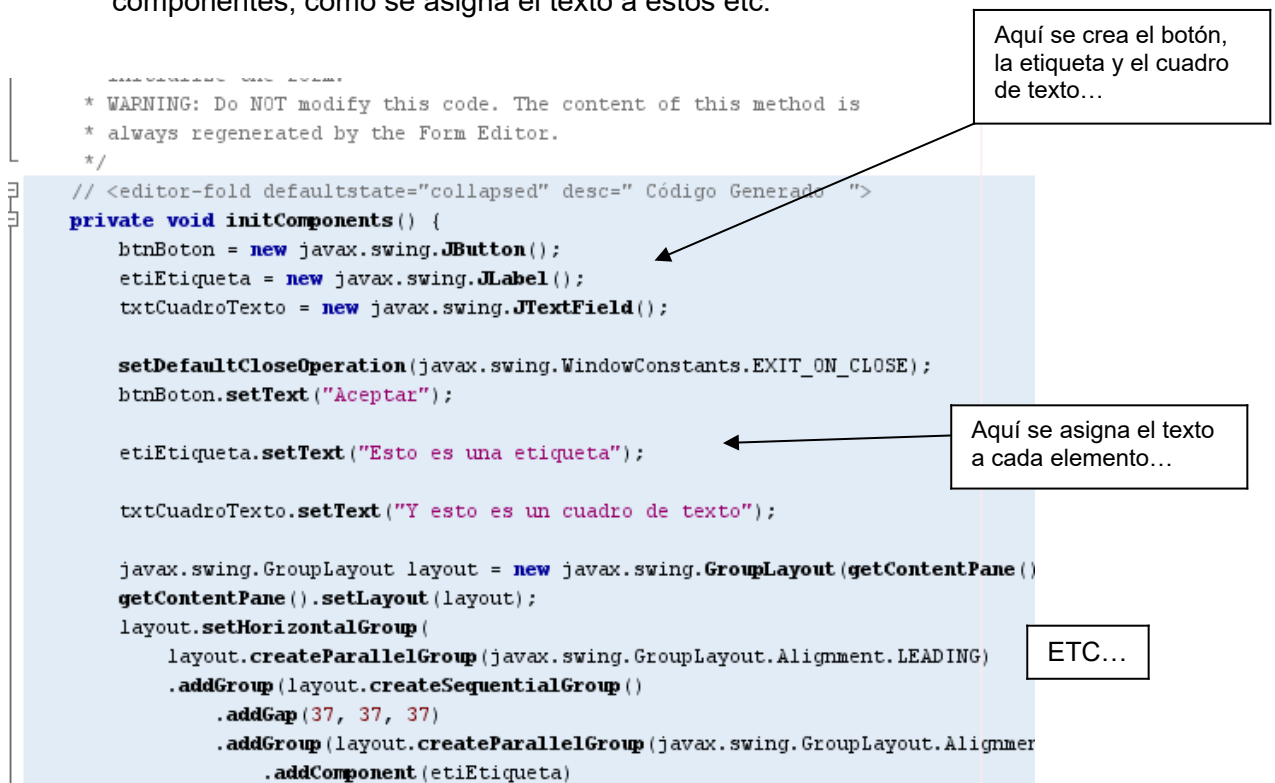 componentes, como se asigna el texto a estos etc.
Aquí se crea el botón,
la etiqueta y el cuadro
de texto…
* WARNING: Do NOT modify this code. The content of this method is
* always regenerated by the Form Editor.
*/
// <editor-fold defaultstate="collapsed" desc=" Código Generado  ">
private void initComponents() {
btnBoton = new javax.swing.JButton();
etiEtiqueta = new javax.swing.JLabel();
txtCuadroTexto = new javax.swing.JTextField();
setDefaultCloseOperation(javax.swing.WindowConstants.EXIT_ON_CLOSE);
btnBoton.setText("Aceptar");
Aquí se asigna el texto
a cada elemento…
etiEtiqueta.setText("Esto es una etiqueta");
txtCuadroTexto.setText("Y esto es un cuadro de texto");
javax.swing.GroupLayout layout = new javax.swing.GroupLayout(getContentPane()
getContentPane().setLayout(layout);
layout.setHorizontalGroup(
layout.createParallelGroup(javax.swing.GroupLayout.Alignment.LEADING)
ETC…
.addGroup(layout.createSequentialGroup()
.addGap(37, 37, 37)
.addGroup(layout.createParallelGroup(javax.swing.GroupLayout.Alignmen
.addComponent(etiEtiqueta)